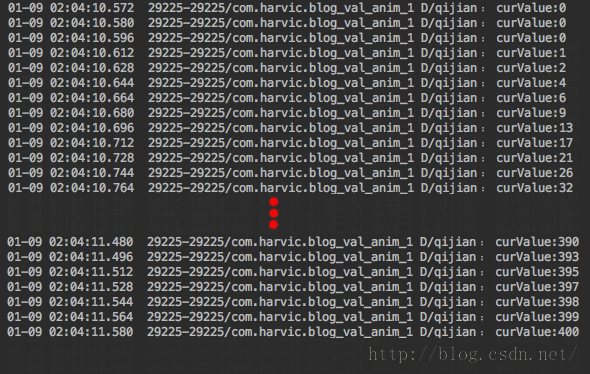 01-09 02:04:10.572 29225-29225/com.harvic.blog_val_anim_1 D/qijian: curValue:0
01-09 02:04:10.580 29225-29225/com.harvic.blog_val_anim_1 D/qijian: curValue:0
01-09 02:04:10.596 29225-29225/com.harvic.blog_val_anim_1 D/qijian: curValue:0
01-09 02:04:10.612 29225-29225/com.harvic.blog_val_anim_1 D/qijian: curValue:1
01-09 02:04:10.628 29225-29225/com.harvic.blog_val_anim_1 D/qijian: curValue:2
01-09 02:04:10.644 29225-29225/com.harvic.blog_val_anim_1 D/qijian: curValue:4
01-09 02:04:10.664 29225-29225/com.harvic.blog_val_anim_1 D/qijian: curValue:6
01-09 02:04:10.680 29225-29225/com.harvic.blog_val_anim_1 D/qijian: curValue:9
01-09 02:04:10.696 29225-29225/com.harvic.blog_val_anim_1 D/qijian: curValue:13
01-09 02:04:10.712 29225-29225/com.harvic.blog_val_anim_1 D/qijian: curValue:17
01-09 02:04:10.728 29225-29225/com.harvic.blog_val_anim_1 D/qijian: curValue:21
01-09 02:04:10.744 29225-29225/com.harvic.blog_val_anim_1 D/qijian: curValue:26
01-09 02:04:10.764 29225-29225/com.harvic.blog_val_anim_1 D/qijian: curValue:32
01-09 02:04:11.480 29225-29225/com.harvic.blog_val_anim_1 D/qijian: curValue:390
01-09 02:04:11.496 29225-29225/com.harvic.blog_val_anim_1 D/qijian: curValue:393
01-09 02:04:11.512 29225-29225/com.harvic.blog_val_anim_1 D/qijian: curValue:395
01-09 02:04:11.528 29225-29225/com.harvic.blog_val_anim_1 D/qijian: curValue:397
01-09 02:04:11.544 29225-29225/com.harvic.blog_val_anim_1 D/qijian: curValue:398
01-09 02:04:11.564 29225-29225/com.harvic.blog_val_anim_1 D/qijian: curValue:399
01-09 02:04:11.580 29225-29225/com.harvic.blog_val_anim_1 D/qijian: curValue:400
http://blog.csdn.net/